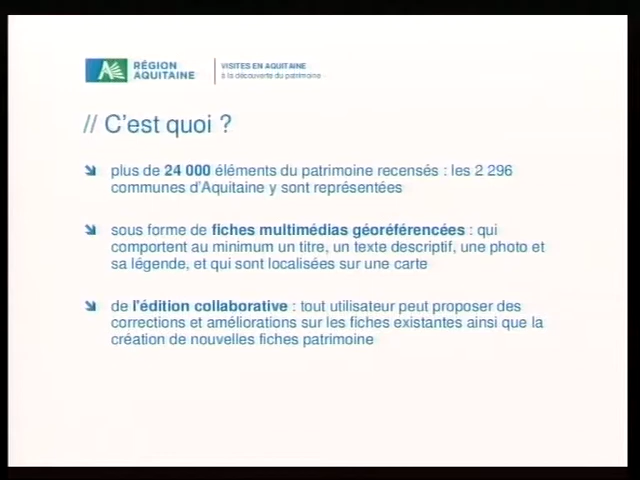 RÉGION
AQUITAINE
VISITES EN AQUITAINE
à la découverte du patrimoine
// C'est quoi ?
plus de 24 000 éléments du patrimoine recensés : les 2 296
communes d'Aquitaine y sont représentées
sous forme de fiches multimédias géoréférencées : qui
comportent au minimum un titre, un texte descriptif, une photo et
sa légende, et qui sont localisées sur une carte
de l'édition collaborative : tout utilisateur peut proposer des
corrections et améliorations sur les fiches existantes ainsi que la
création de nouvelles fiches patrimoine